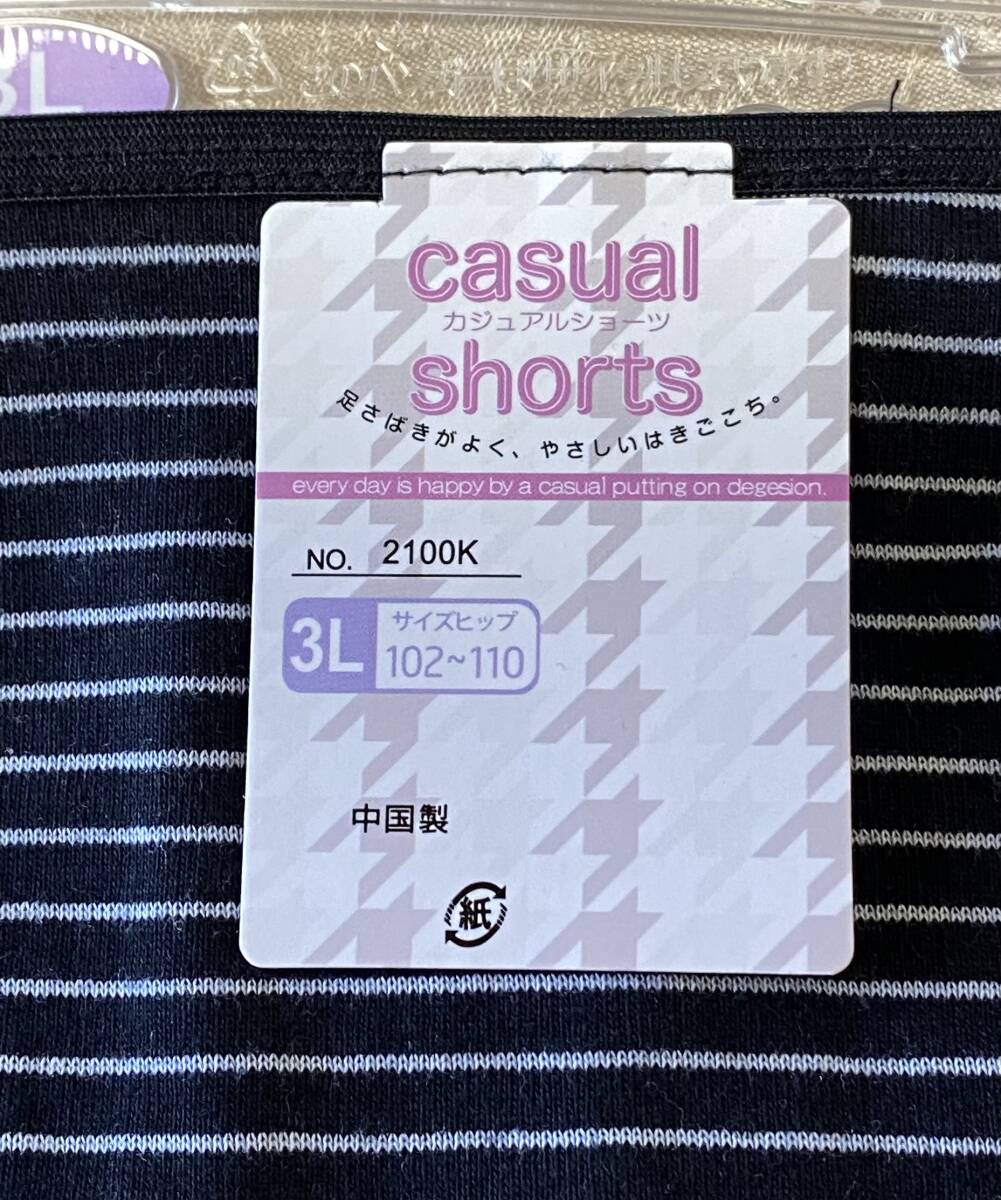 3L
casual
カジュアルショーツ
shorts
足さばきがよく、やさしいはきごこち。
every day is happy by a casual putting on degesion.
NO. 2100K
3L
サイズヒップ
102~110
中国製
紙